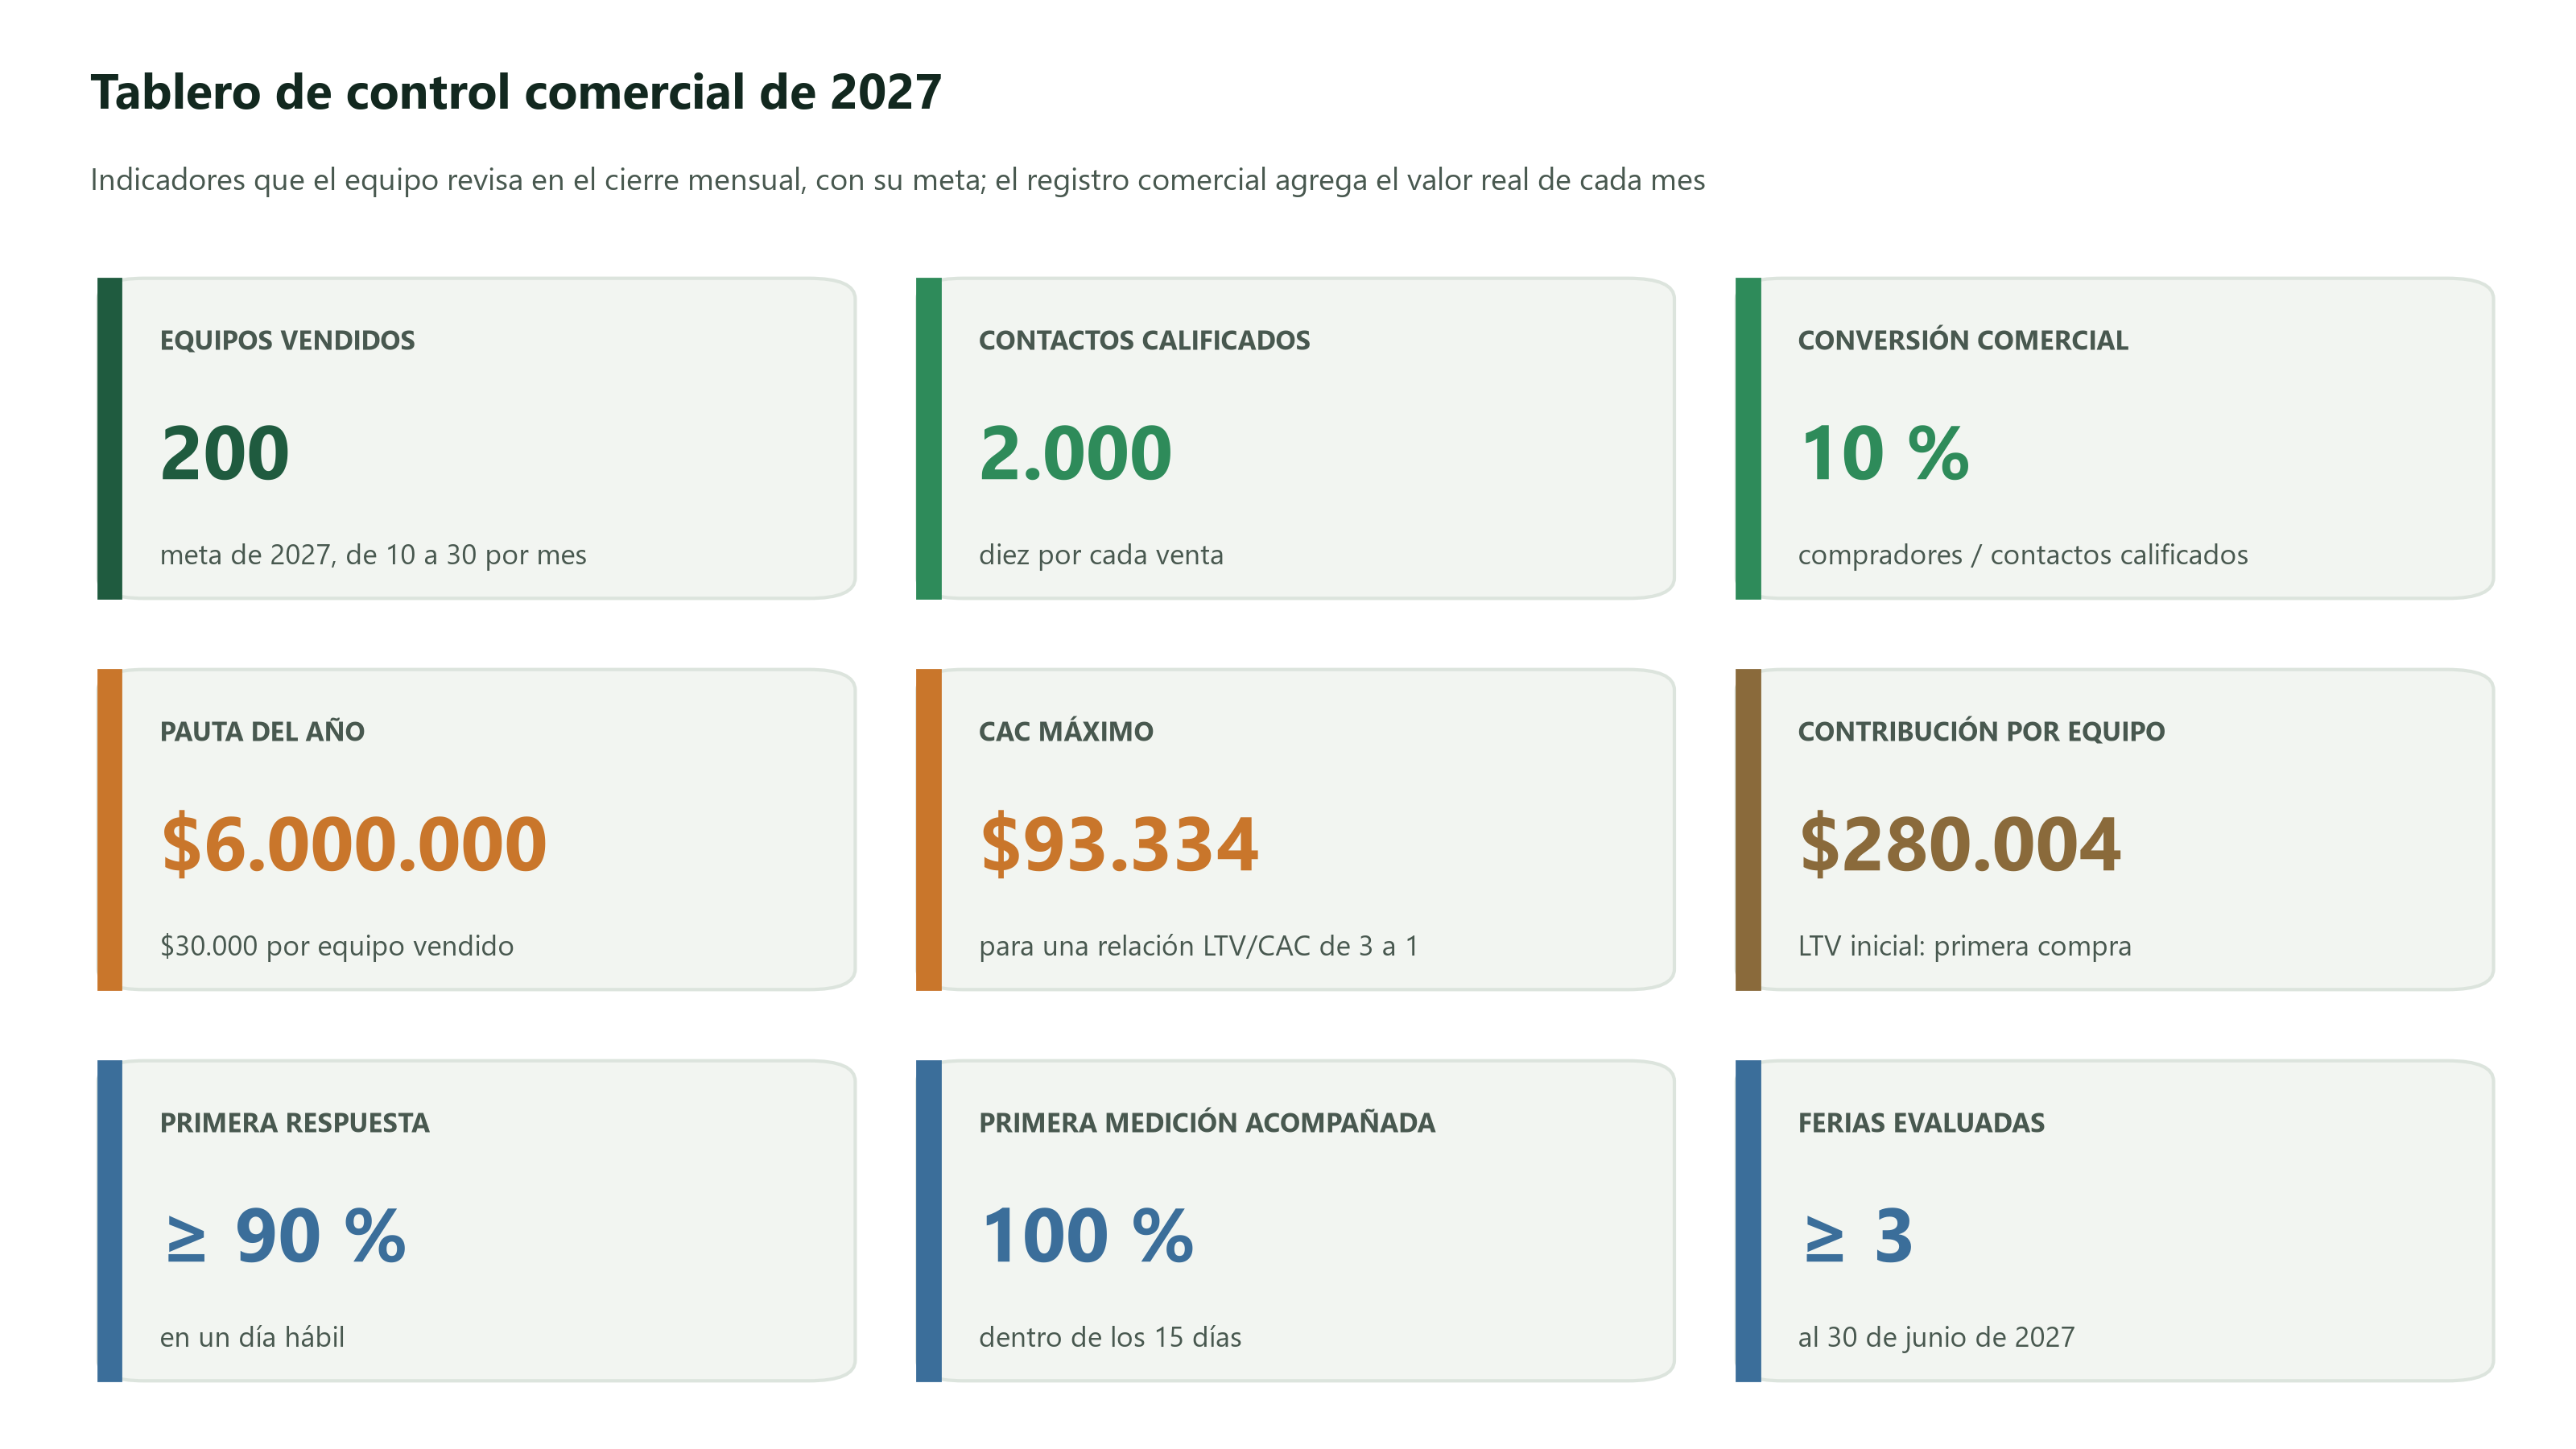 Tablero de control comercial de 2027
Indicadores que el equipo revisa en el cierre mensual, con su meta; el registro comercial agrega el valor real de cada mes
EQUIPOS VENDIDOS
200
meta de 2027, de 10 a 30 por mes
CONTACTOS CALIFICADOS
2.000
diez por cada venta
CONVERSIÓN COMERCIAL
10 %
compradores / contactos calificados
PAUTA DEL AÑO
$6.000.000
$30.000 por equipo vendido
CAC MÁXIMO
$93.334
para una relación LTV/CAC de 3 a 1
CONTRIBUCIÓN POR EQUIPO
$280.004
LTV inicial: primera compra
PRIMERA RESPUESTA
≥ 90 %
en un día hábil
PRIMERA MEDICIÓN ACOMPAÑADA
100 %
dentro de los 15 días
FERIAS EVALUADAS
≥ 3
al 30 de junio de 2027